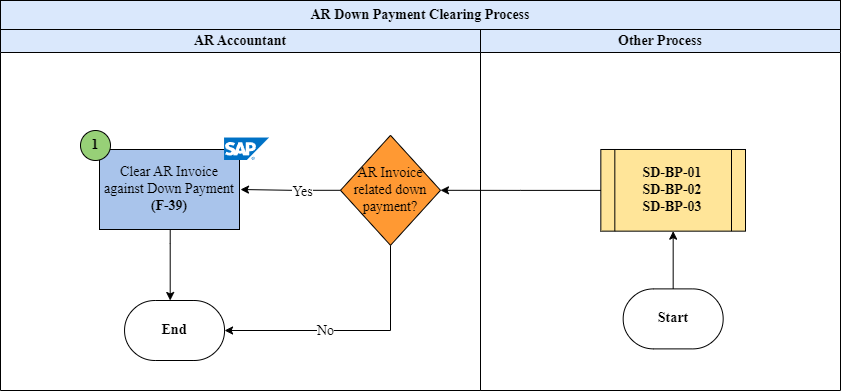 AR Down Payment Clearing Process
AR Accountant
Other Process
1
SAP
Clear AR Invoice
against Down Payment
(F-39)
Yes
AR Invoice
related down
payment?
SD-BP-01
SD-BP-02
SD-BP-03
End
No
Start